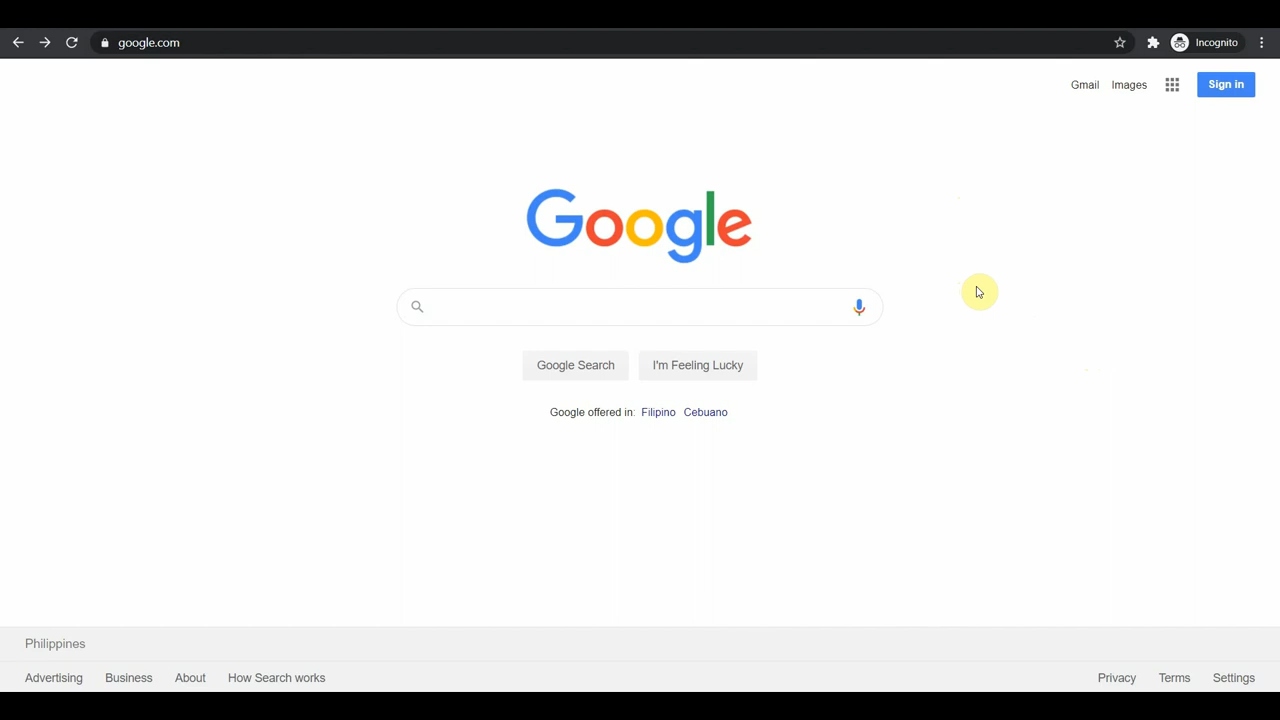 google.com
Incognito
Gmail Images
Sign in
Google
Google Search
I'm Feeling Lucky
Google offered in: Filipino Cebuano
Philippines
Advertising Business About How Search works
Privacy Terms Settings